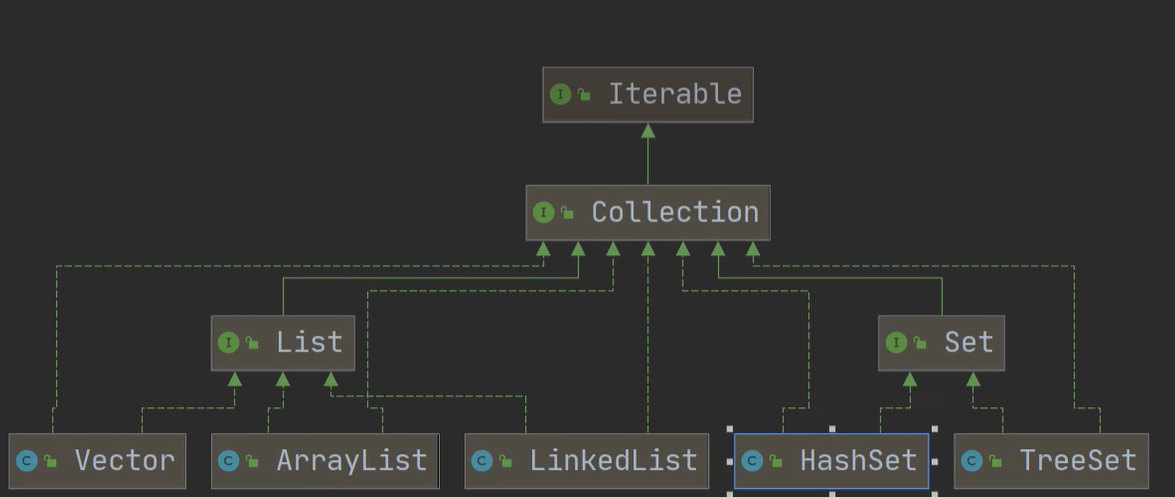 I Iterable
I Collection
I List
I Set
C Vector
C ArrayList
C LinkedList
C HashSet
C TreeSet